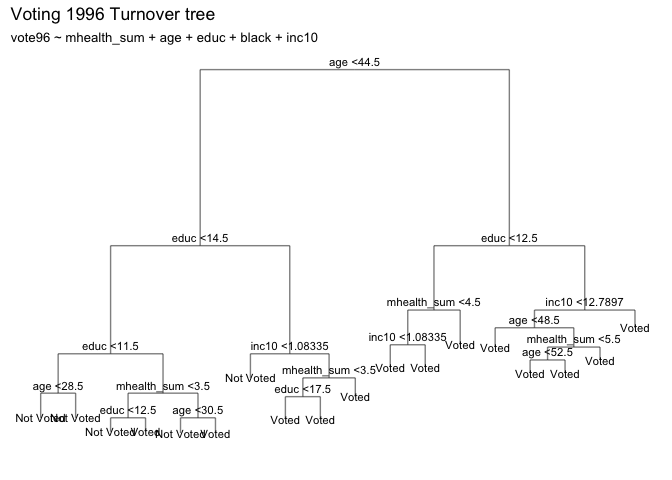 Voting 1996 Turnover tree
vote96 ~ mhealth_sum + age + educ + black + inc10
age <44.5
educ <14.5
educ <12.5
mhealth_sum <4.5
inc10 <12.7897
age <48.5
Voted
inc10 <1.08335
Voted
mhealth_sum <5.5
educ <11.5
inc10 <1.08335
Voted
age <52.5
Voted
Voted
Voted
mhealth_sum <3.5
Voted
Voted
Not Voted
age <28.5
mhealth_sum <3.5
educ <17.5
Voted
educ <12.5
age <30.5
Not Voted
Not Voted
Voted
Voted
Not Voted
Voted
Not Voted
Voted